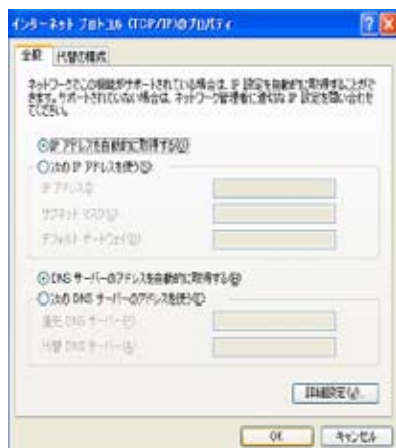 インターネット プロトコル (TCP/IP)のプロパティ
全般
代替の構成
ネットワークでこの機能がサポートされている場合は、IP 設定を自動的に取得することがで
きます。サポートされていない場合は、ネットワーク管理者に適切な IP 設定を問い合わせ
てください。
IP アドレスを自動的に取得する(O)
次の IP アドレスを使う(S):
IP アドレス(I):
サブネット マスク(U):
デフォルト ゲートウェイ(D):
DNS サーバーのアドレスを自動的に取得する(B)
次の DNS サーバーのアドレスを使う(E):
優先 DNS サーバー(P):
代替 DNS サーバー(A):
詳細設定(V)...
OK
キャンセル